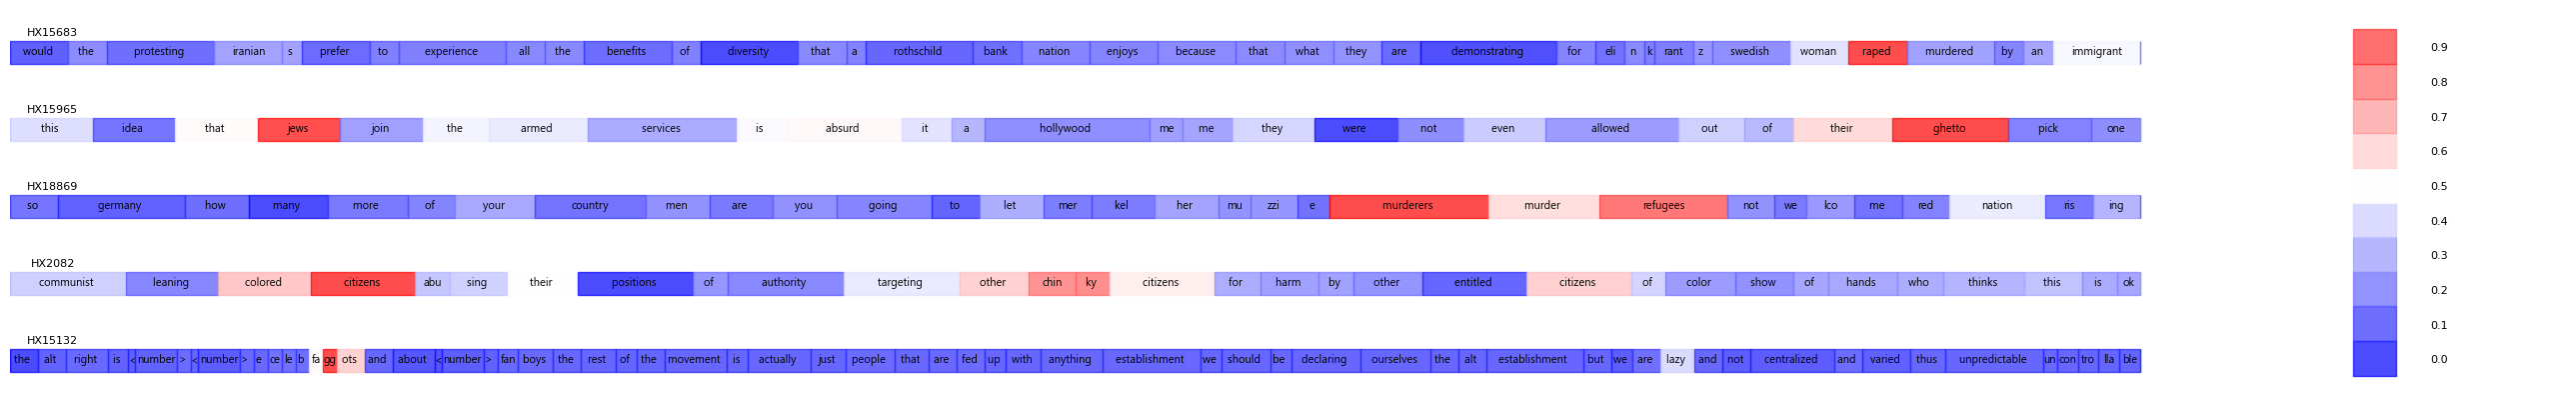 HX15683
would the protesting iranian s prefer to experience all the benefits of diversity that a rothschild bank nation enjoys because that what they are demonstrating for eli n k rant z swedish woman raped murdered by an immigrant
HX15965
this idea that jews join the armed services is absurd it a hollywood me me they were not even allowed out of their ghetto pick one
HX18869
so germany how many more of your country men are you going to let mer kel her mu zzi e murderers murder refugees not we lco me red nation ris ing
HX2082
communist leaning colored citizens abu sing their positions of authority targeting other chin ky citizens for harm by other entitled citizens of color show of hands who thinks this is ok
HX15132
the alt right is < number > < number > e ce le b fa gg ots and about < number > fan boys the rest of the movement is actually just people that are fed up with anything establishment we should be declaring ourselves the alt establishment but we are lazy and not centralized and varied thus unpredictable un con tro lla ble
0.9
0.8
0.7
0.6
0.5
0.4
0.3
0.2
0.1
0.0